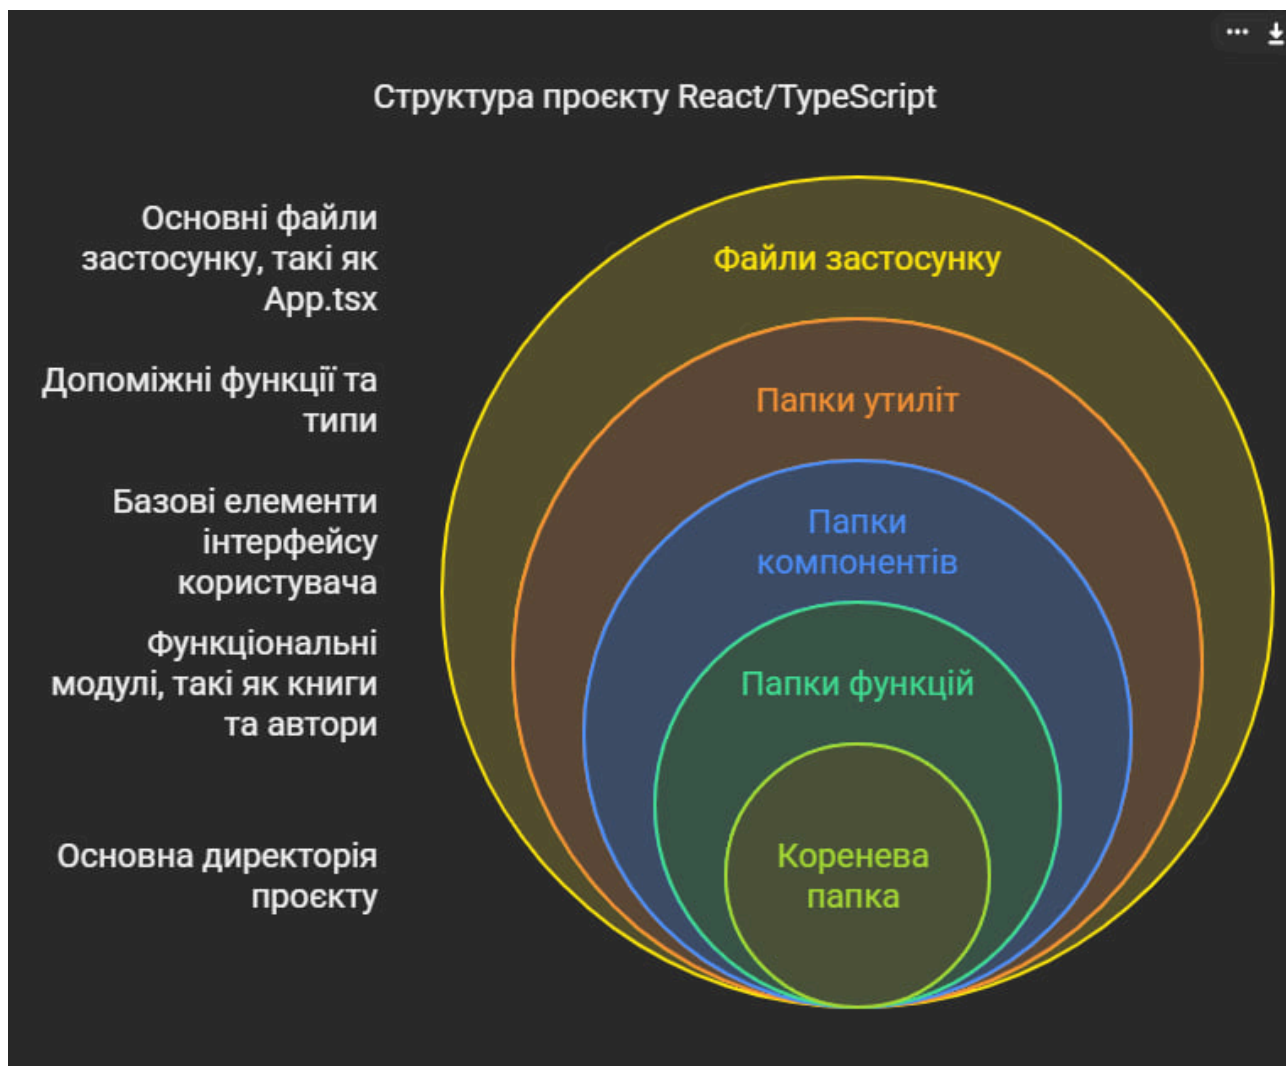 Структура проєкту React/TypeScript
Основні файли
застосунку, такі як
App.tsx
Файли застосунку
Допоміжні функції та
типи
Папки утиліт
Базові елементи
інтерфейсу
користувача
Папки
компонентів
Функціональні
модулі, такі як книги
та автори
Папки функцій
Основна директорія
проєкту
Коренева
папка